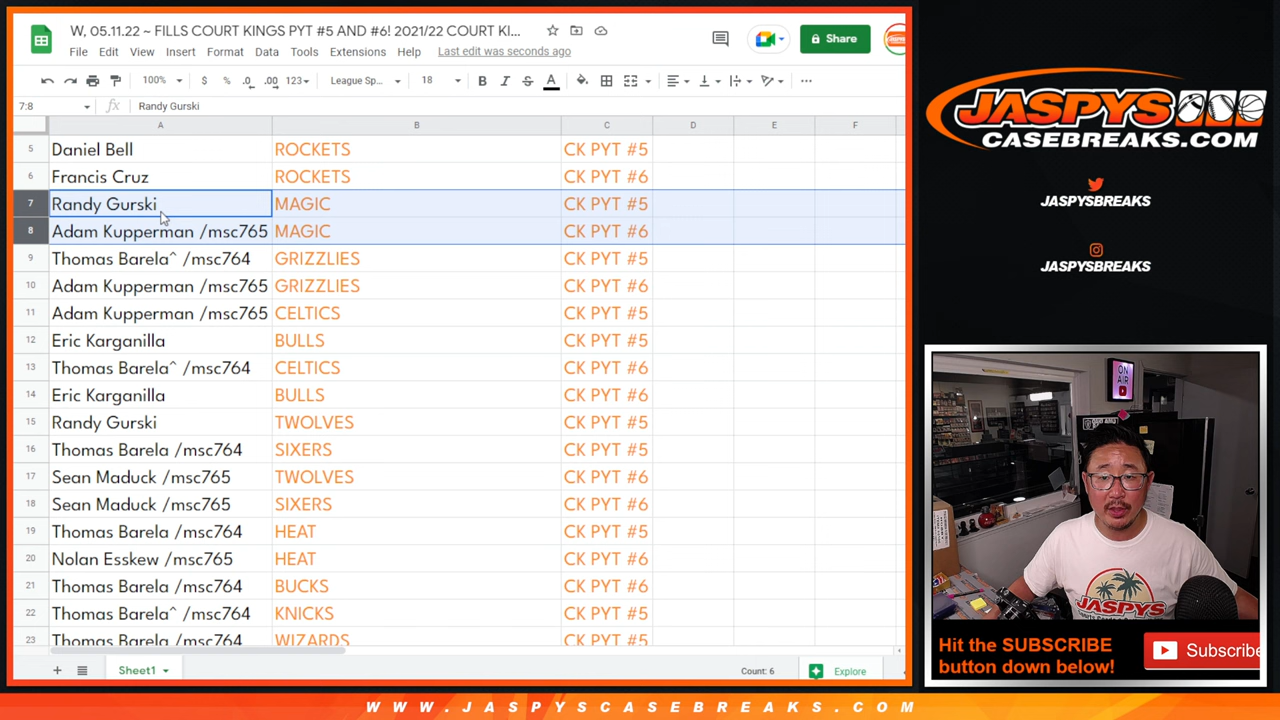 W, 05.11.22 ~ FILLS COURT KINGS PYT #5 AND #6! 2021/22 COURT KI...
File Edit View Insert Format Data Tools Extensions Help Last edit was seconds ago
Share
100% $ % .0 .00 123 League Sp... 18 B I S A
7:8 fx Randy Gurski
A B C D E F
5 Daniel Bell ROCKETS CK PYT #5
6 Francis Cruz ROCKETS CK PYT #6
7 Randy Gurski MAGIC CK PYT #5
8 Adam Kupperman /msc765 MAGIC CK PYT #6
9 Thomas Barela^ /msc764 GRIZZLIES CK PYT #5
10 Adam Kupperman /msc765 GRIZZLIES CK PYT #6
11 Adam Kupperman /msc765 CELTICS CK PYT #5
12 Eric Karganilla BULLS CK PYT #5
13 Thomas Barela^ /msc764 CELTICS CK PYT #6
14 Eric Karganilla BULLS CK PYT #6
15 Randy Gurski TWOLVES CK PYT #5
16 Thomas Barela /msc764 SIXERS CK PYT #5
17 Sean Maduck /msc765 TWOLVES CK PYT #6
18 Sean Maduck /msc765 SIXERS CK PYT #6
19 Thomas Barela /msc764 HEAT CK PYT #5
20 Nolan Esskew /msc765 HEAT CK PYT #6
21 Thomas Barela /msc764 BUCKS CK PYT #6
22 Thomas Barela^ /msc764 KNICKS CK PYT #5
23 Thomas Barela /msc764 WIZARDS CK PYT #5
Sheet1 Count: 6 Explore
JASPYS
CASEBREAKS.COM
JASPYSBREAKS
JASPYSBREAKS
ON
AIR
JASPYS
Hit the SUBSCRIBE
button down below!
Subscribe
WWW.JASPYSCASEBREAKS.COM